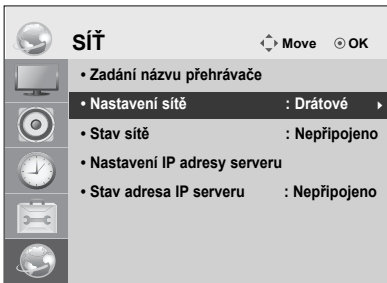 SÍŤ Move OK
• Zadání názvu přehrávače
• Nastavení sítě : Drátové
• Stav sítě : Nepřipojeno
• Nastavení IP adresy serveru
• Stav adresa IP serveru : Nepřipojeno